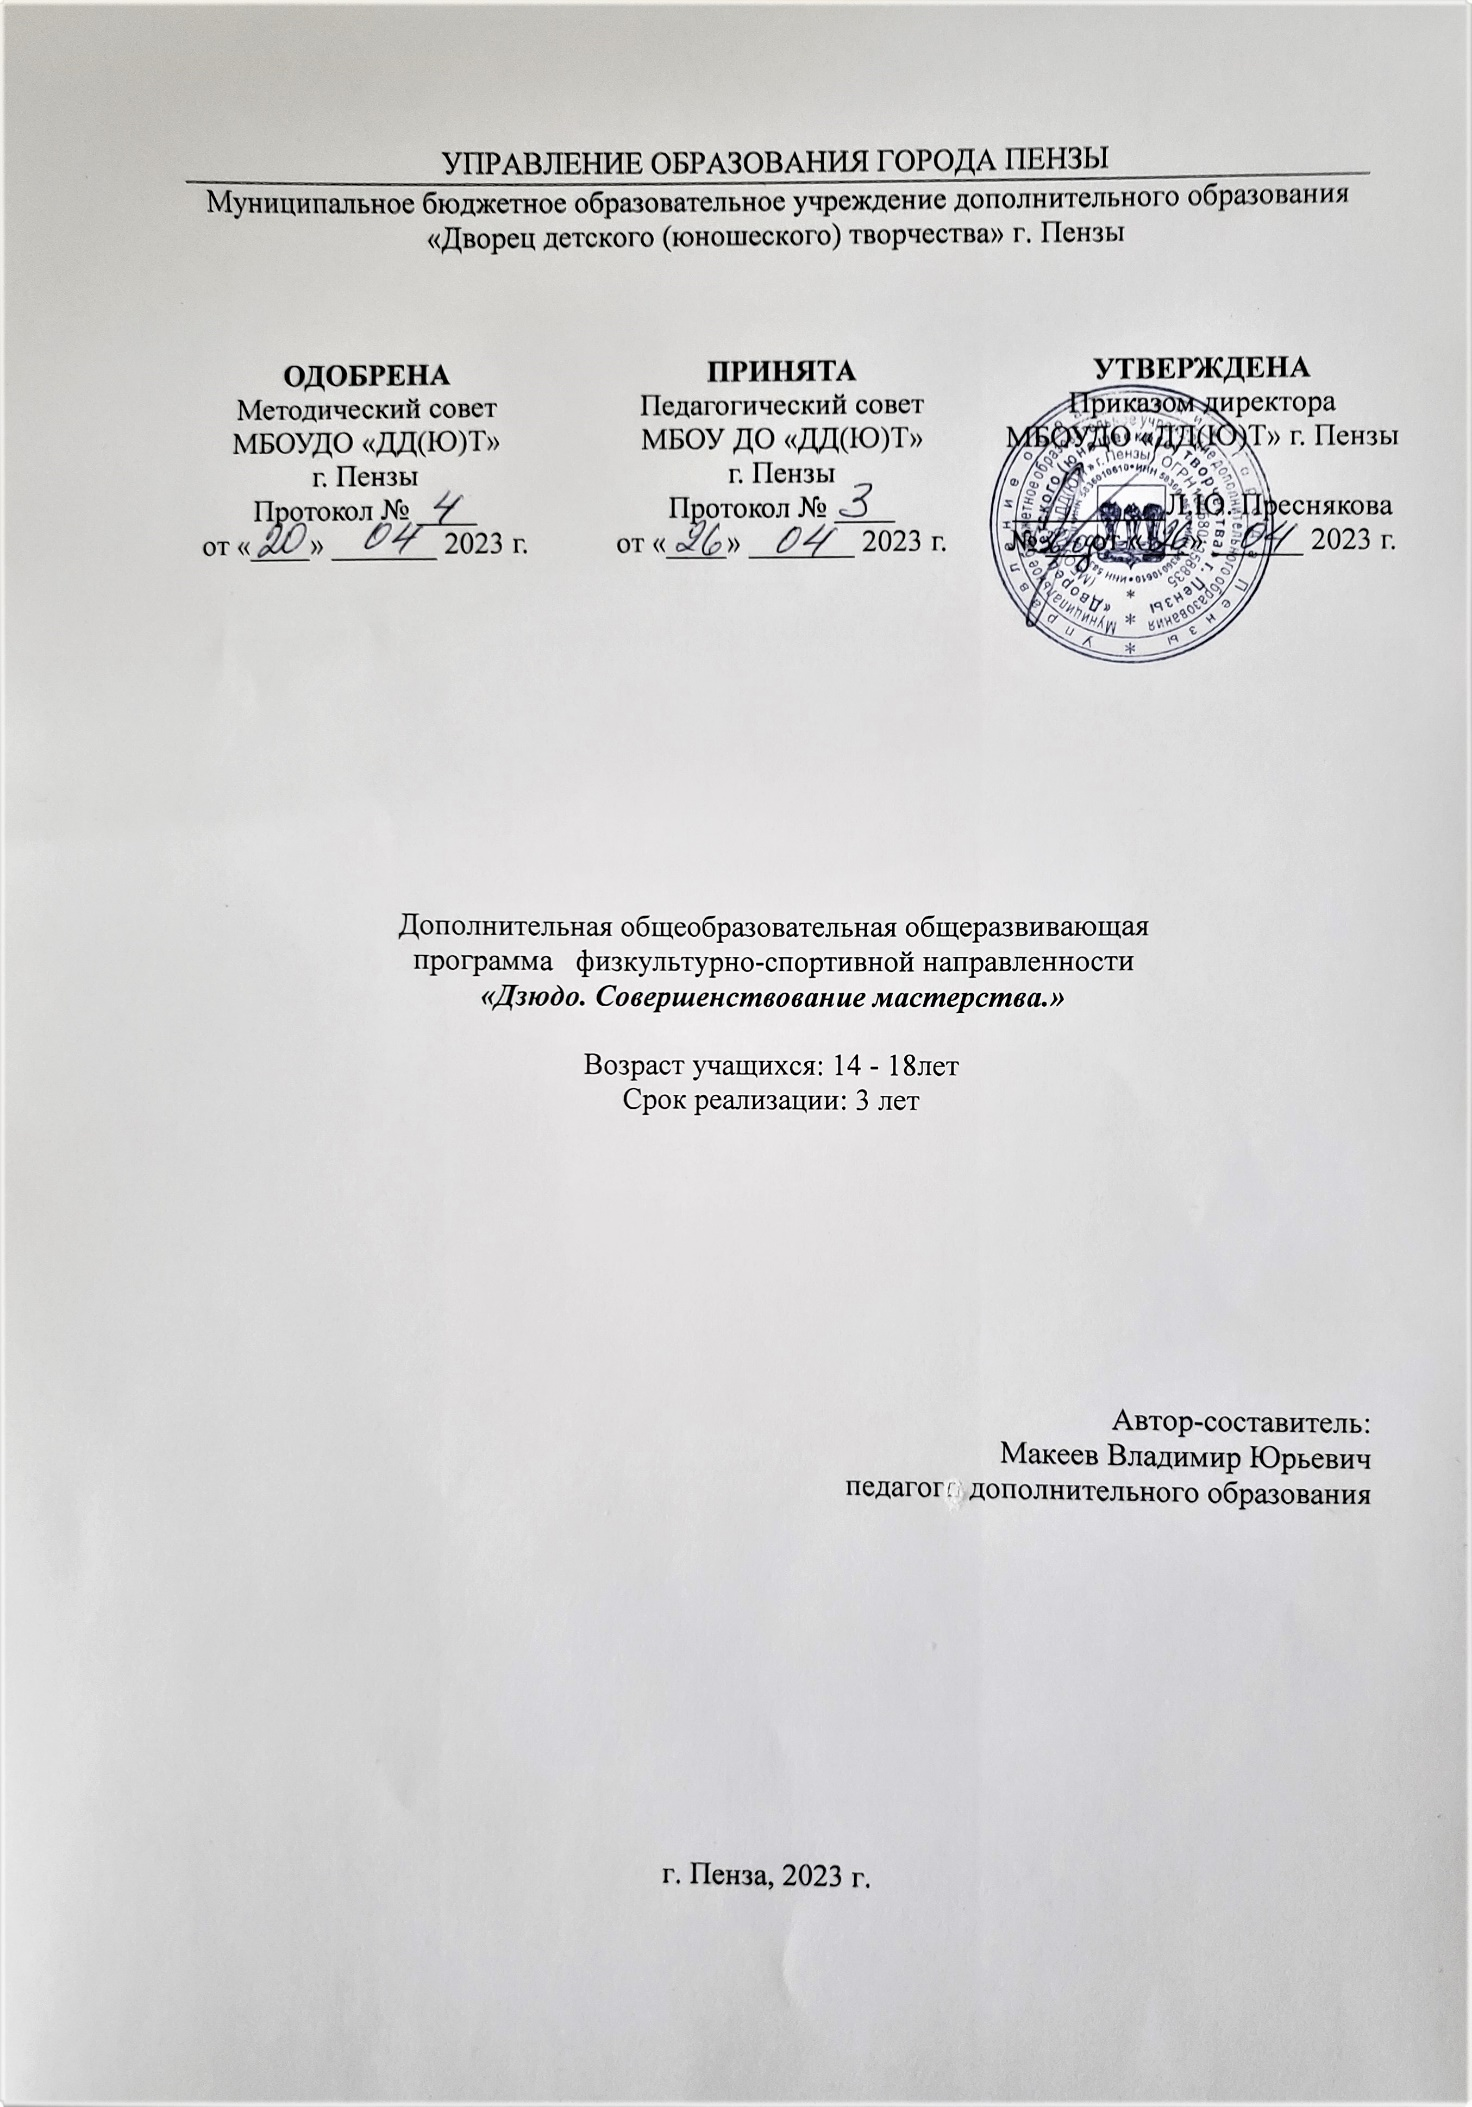 УПРАВЛЕНИЕ ОБРАЗОВАНИЯ ГОРОДА ПЕНЗЫ
Муниципальное бюджетное образовательное учреждение дополнительного образования
«Дворец детского (юношеского) творчества» г. Пензы
ОДОБРЕНА
Методический совет
МБОУДО «ДД(Ю)Т»
г. Пензы
Протокол № 4
от «20» 04 2023 г.
ПРИНЯТА
Педагогический совет
МБОУ ДО «ДД(Ю)Т»
г. Пензы
Протокол № 3
от «26» 04 2023 г.
УТВЕРЖДЕНА
Приказом директора
МБОУДО «ДД(Ю)Т» г. Пензы
Л.Ю. Преснякова
№ от « » 04 2023 г.
Дополнительная общеобразовательная общеразвивающая
программа физкультурно-спортивной направленности
«Дзюдо. Совершенствование мастерства.»
Возраст учащихся: 14 - 18лет
Срок реализации: 3 лет
Автор-составитель:
Макеев Владимир Юрьевич
педагог дополнительного образования
г. Пенза, 2023 г.